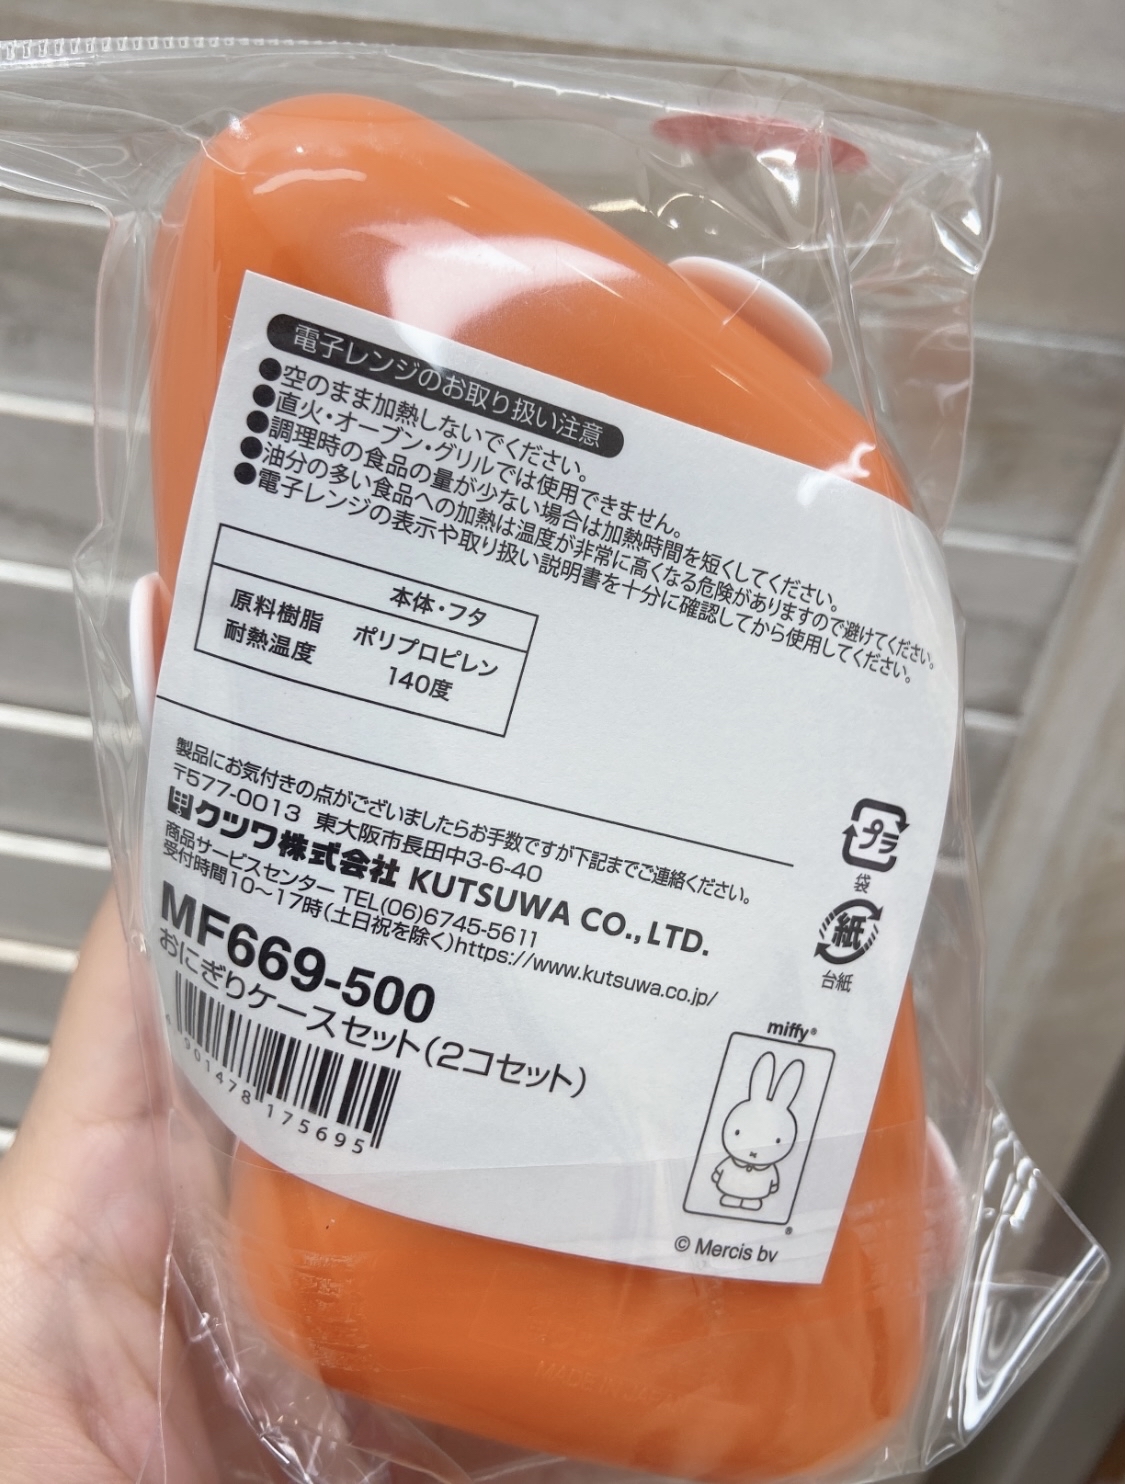 電子レンジのお取り扱い注意
●空のまま加熱しないでください。
●直火・オーブン・グリルでは使用できません。
●調理時の食品の量が少ない場合は加熱時間を短くしてください。
●油分の多い食品への加熱は温度が非常に高くなる危険がありますので避けてください。
●電子レンジの表示や取り扱い説明書を十分に確認してから使用してください。
本体・フタ
原料樹脂 ポリプロピレン
耐熱温度 140度
製品にお気付きの点がございましたらお手数ですが下記までご連絡ください。
〒577-0013 東大阪市長田中3-6-40
クツワ株式会社 KUTSUWA CO.,LTD.
商品サービスセンター TEL(06)6745-5611
受付時間10〜17時(土日祝を除く)https://www.kutsuwa.co.jp/
MF669-500
おにぎりケースセット(2コセット)
4 901478 175695
プラ
袋
紙
台紙
miffy®
®
© Mercis bv
MADE IN